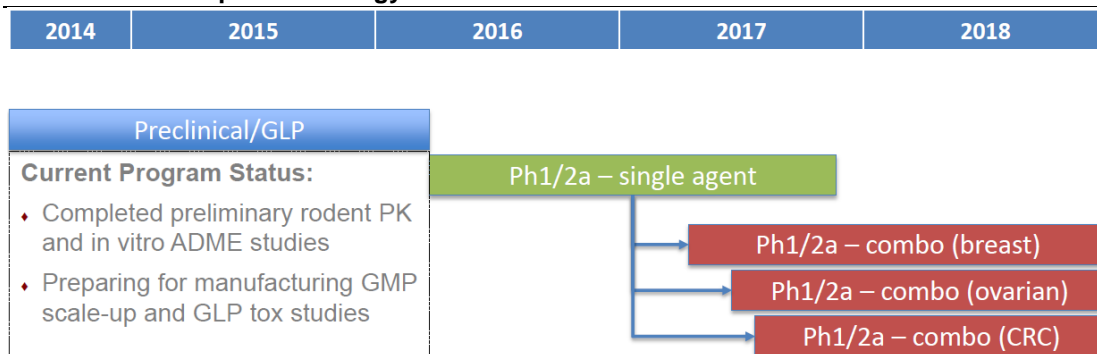 2014 2015 2016 2017 2018
Preclinical/GLP
Current Program Status:
⬧ Completed preliminary rodent PK
and in vitro ADME studies
⬧ Preparing for manufacturing GMP
scale-up and GLP tox studies
Ph1/2a – single agent
Ph1/2a – combo (breast)
Ph1/2a – combo (ovarian)
Ph1/2a – combo (CRC)